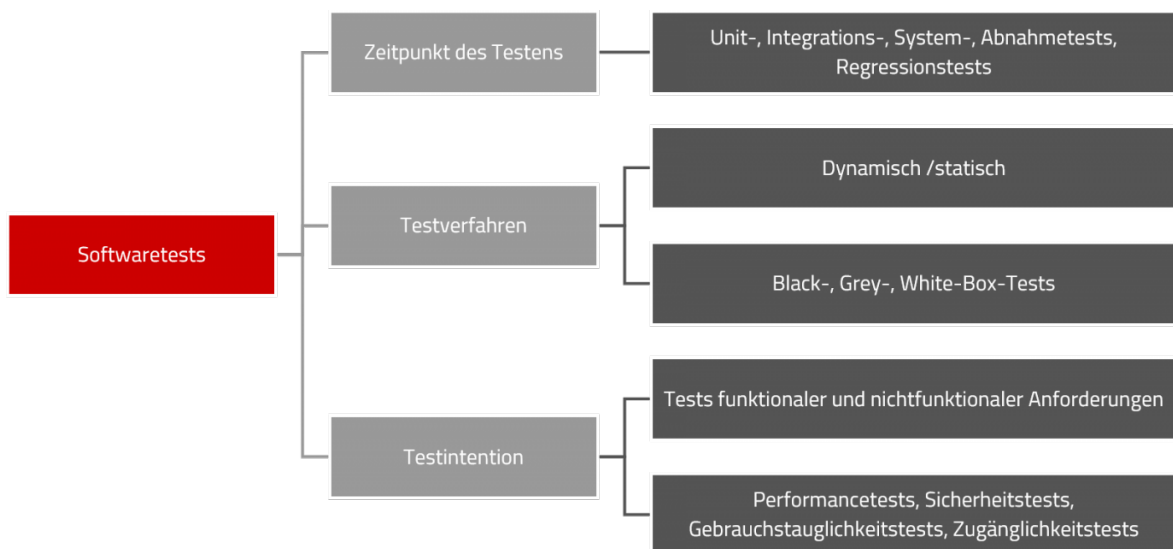 Softwaretests
Zeitpunkt des Testens
Unit-, Integrations-, System-, Abnahmetests,
Regressionstests
Testverfahren
Dynamisch /statisch
Black-, Grey-, White-Box-Tests
Testintention
Tests funktionaler und nichtfunktionaler Anforderungen
Performancetests, Sicherheitstests,
Gebrauchstauglichkeitstests, Zugänglichkeitstests